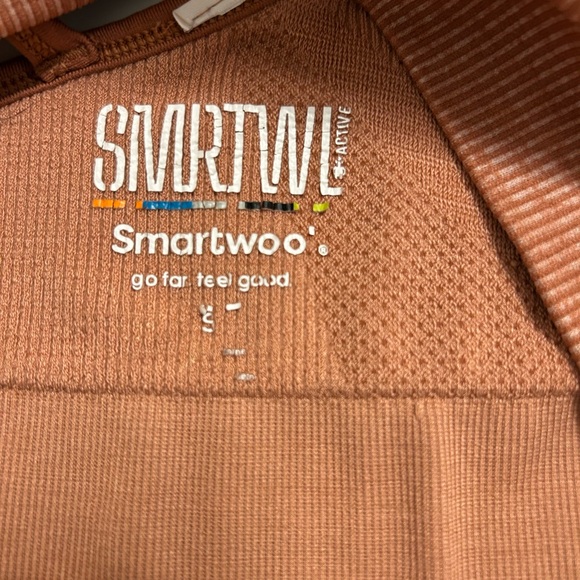 SMRTWL
ACTIVE
Smartwoo'®
go far. feel good.
S